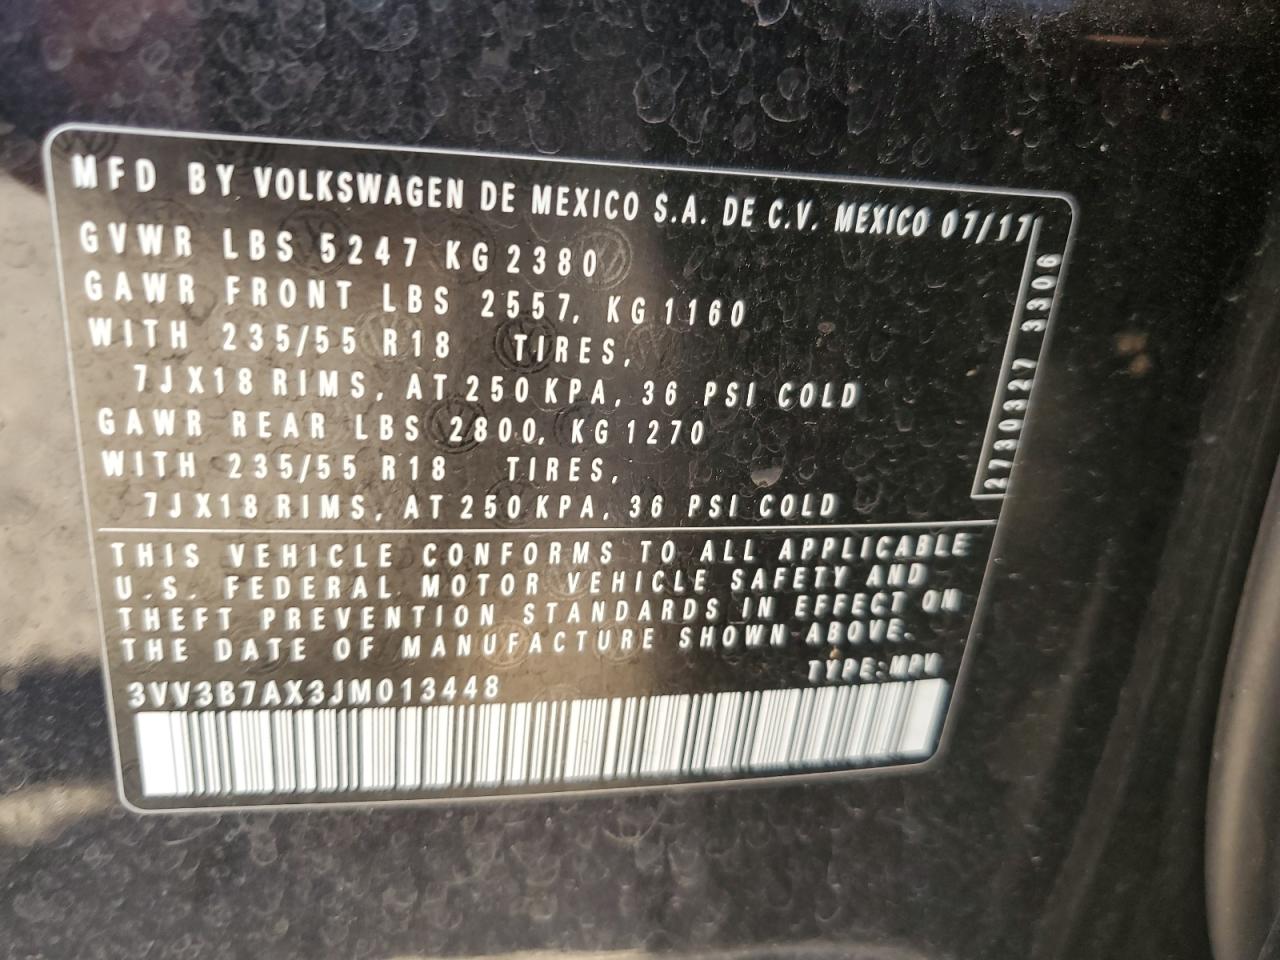 MFD BY VOLKSWAGEN DE MEXICO S.A. DE C.V. MEXICO 07/17
GVWR LBS 5247 KG 2380
GAWR FRONT LBS 2557, KG 1160
WITH 235/55 R18 TIRES,
7JX18 RIMS, AT 250 KPA, 36 PSI COLD
GAWR REAR LBS 2800, KG 1270
WITH 235/55 R18 TIRES,
7JX18 RIMS, AT 250 KPA, 36 PSI COLD
2730327 3306
THIS VEHICLE CONFORMS TO ALL APPLICABLE
U.S. FEDERAL MOTOR VEHICLE SAFETY AND
THEFT PREVENTION STANDARDS IN EFFECT ON
THE DATE OF MANUFACTURE SHOWN ABOVE.
TYPE:MPV
3VV3B7AX3JM013448